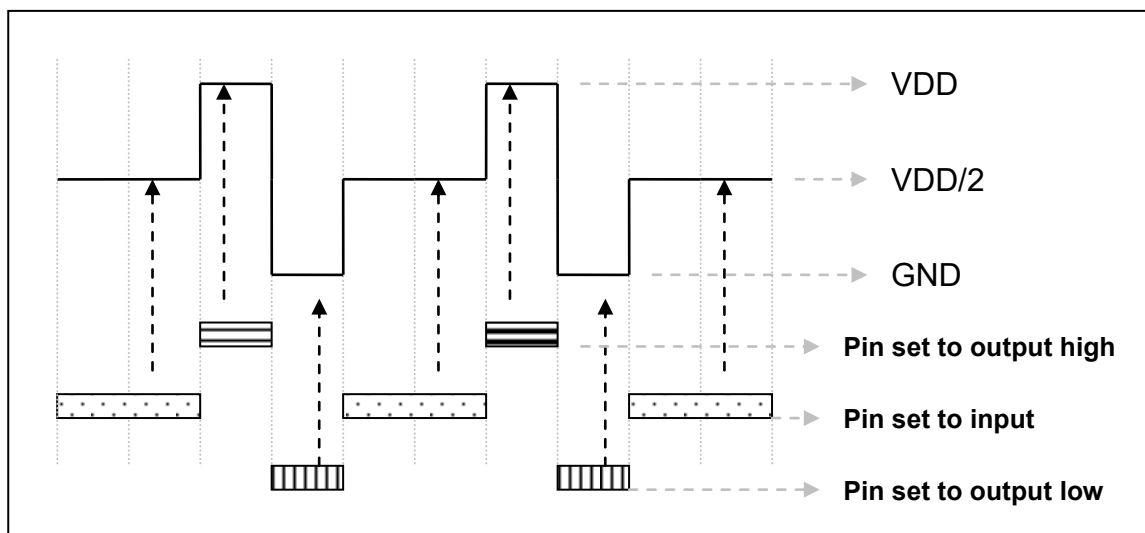 VDD
VDD/2
GND
Pin set to output high
Pin set to input
Pin set to output low